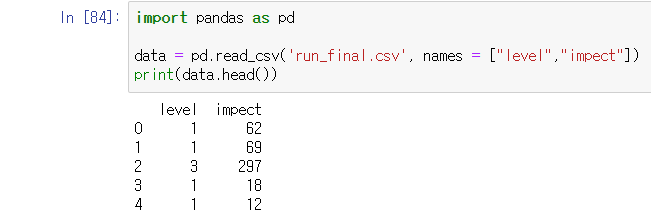 In [84]: import pandas as pd
data = pd.read_csv('run_final.csv', names = ["level","impect"])
print(data.head())
level impect
0 1 62
1 1 69
2 3 297
3 1 18
4 1 12